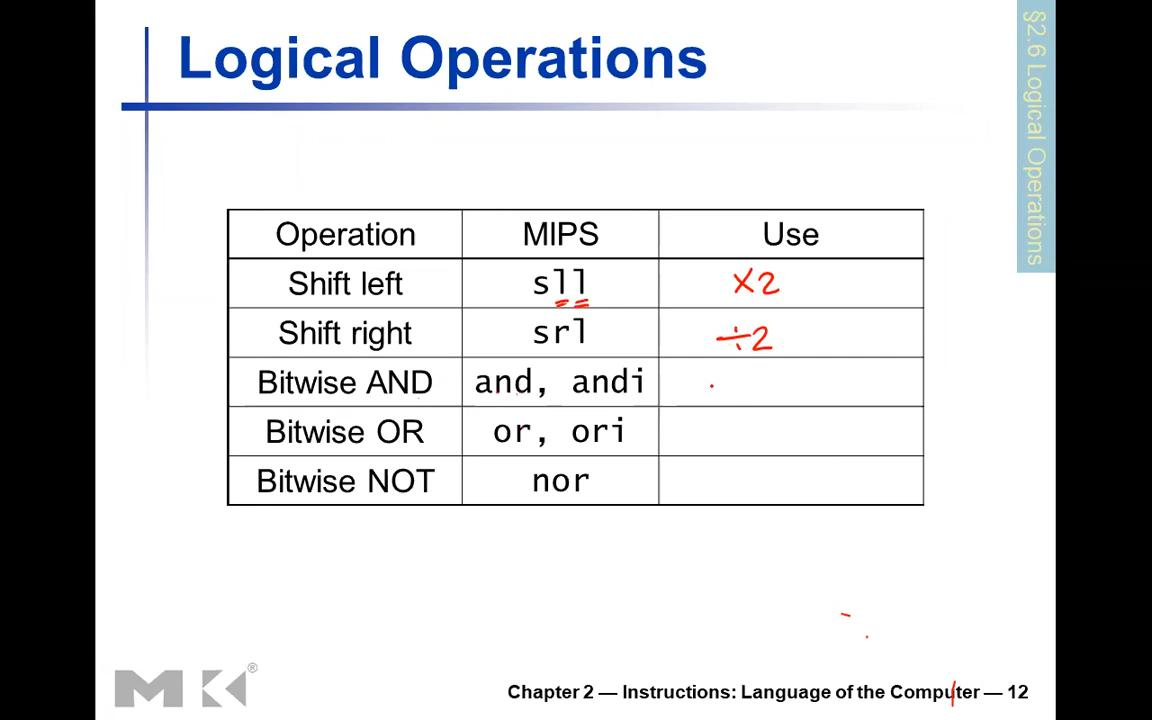 Logical Operations
§2.6 Logical Operations
Operation MIPS Use
Shift left sll ×2
Shift right srl ÷2
Bitwise AND and, andi
Bitwise OR or, ori
Bitwise NOT nor
MK®
Chapter 2 — Instructions: Language of the Computer — 12